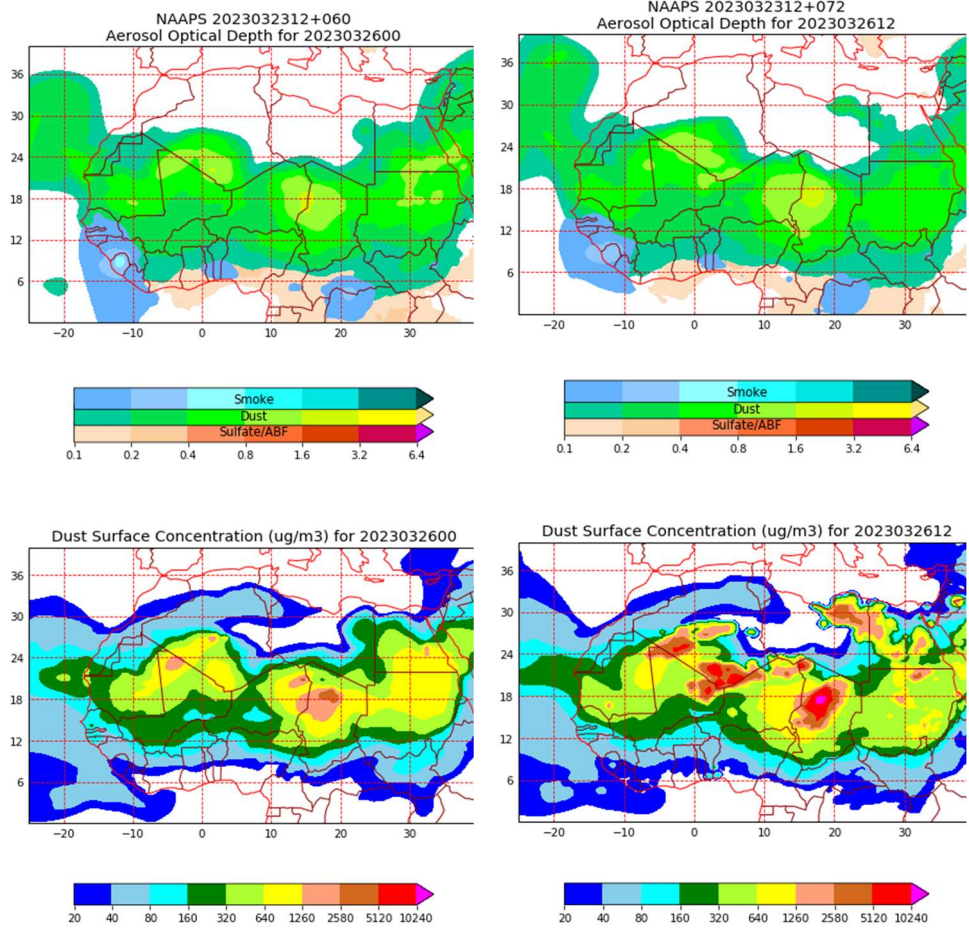 NAAPS 2023032312+060
Aerosol Optical Depth for 2023032600
36
30
24
18
12
6
−20 −10 0 10 20 30
Smoke
Dust
Sulfate/ABF
0.1 0.2 0.4 0.8 1.6 3.2 6.4
NAAPS 2023032312+072
Aerosol Optical Depth for 2023032612
36
30
24
18
12
6
−20 −10 0 10 20 30
Smoke
Dust
Sulfate/ABF
0.1 0.2 0.4 0.8 1.6 3.2 6.4
Dust Surface Concentration (ug/m3) for 2023032600
36
30
24
18
12
6
−20 −10 0 10 20 30
20 40 80 160 320 640 1260 2580 5120 10240
Dust Surface Concentration (ug/m3) for 2023032612
36
30
24
18
12
6
−20 −10 0 10 20 30
20 40 80 160 320 640 1260 2580 5120 10240